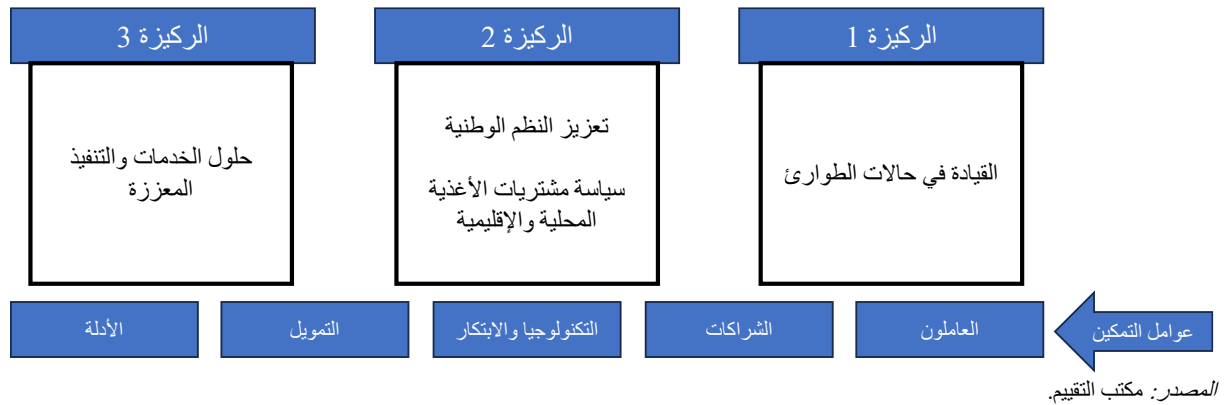 الركيزة 1
الركيزة 2
الركيزة 3
القيادة في حالات الطوارئ
تعزيز النظم الوطنية
سياسة مشتريات الأغذية
المحلية والإقليمية
حلول الخدمات والتنفيذ
المعززة
عوامل التمكين
العاملون
الشراكات
التكنولوجيا والابتكار
التمويل
الأدلة
المصدر: مكتب التقييم.